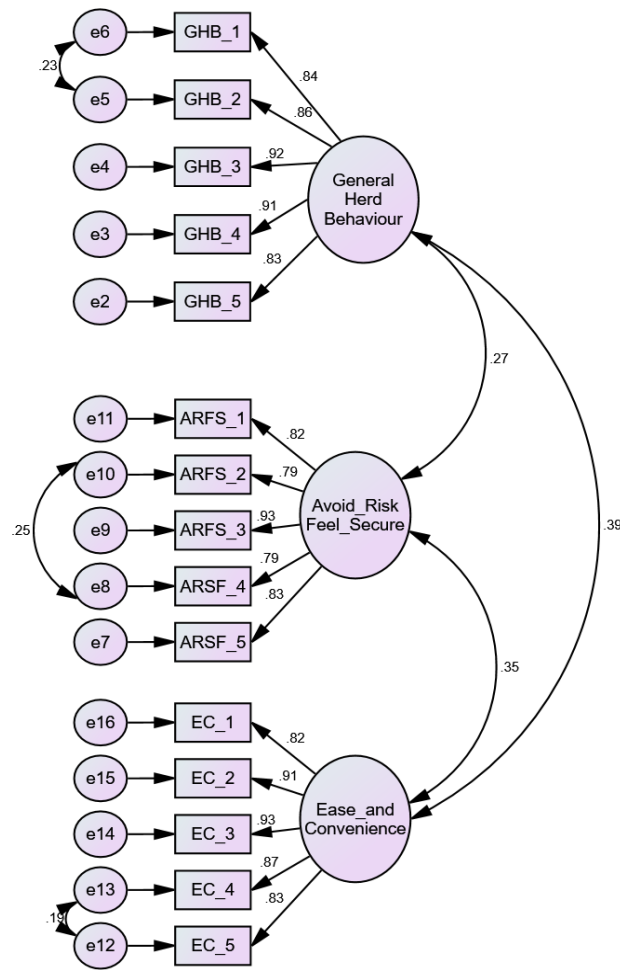 e6
GHB_1
.84
.23
e5
GHB_2
.86
e4
GHB_3
.92
General
Herd
Behaviour
e3
GHB_4
.91
e2
GHB_5
.83
.27
e11
ARFS_1
.82
e10
ARFS_2
.79
.25
e9
ARFS_3
.93
Avoid_Risk
Feel_Secure
.39
e8
ARSF_4
.79
e7
ARSF_5
.83
.35
e16
EC_1
.82
e15
EC_2
.91
e14
EC_3
.93
Ease_and
Convenience
e13
EC_4
.87
.19
e12
EC_5
.83